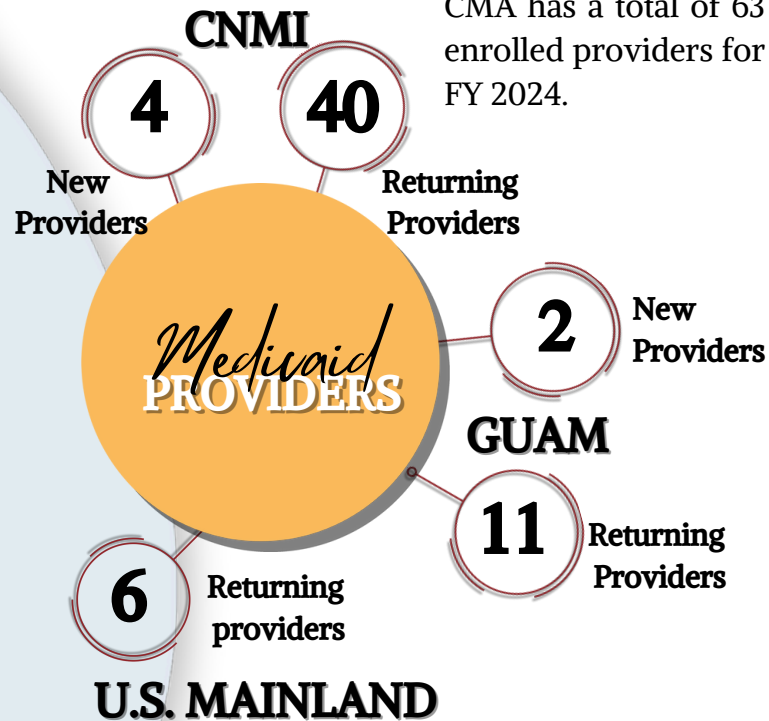 CMA has a total of 63
enrolled providers for
FY 2024.
CNMI
4
New
Providers
40
Returning
Providers
Medicaid
PROVIDERS
2
New
Providers
GUAM
11
Returning
Providers
6
Returning
providers
U.S. MAINLAND